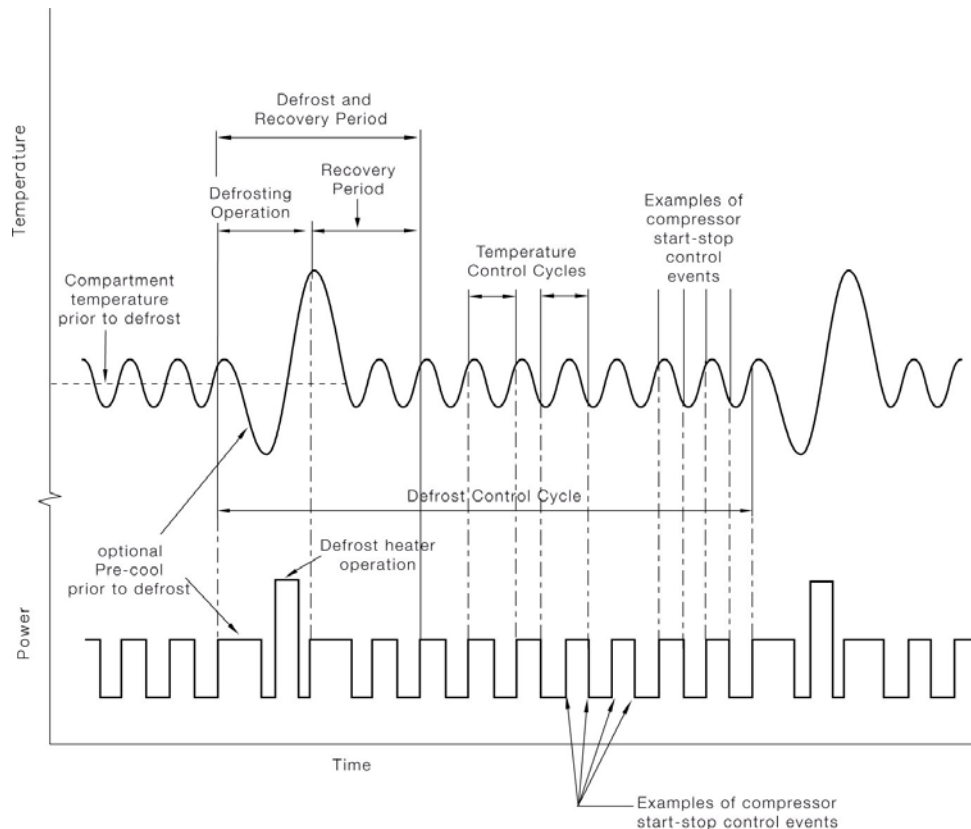 Temperature
Defrost and
Recovery Period
Recovery
Period
Defrosting
Operation
Examples of
compressor
start-stop
control
events
Temperature
Control Cycles
Compartment
temperature
prior to defrost
Defrost Control Cycle
Defrost heater
operation
optional
Pre-cool
prior to defrost
Power
Time
Examples of compressor
start-stop control events